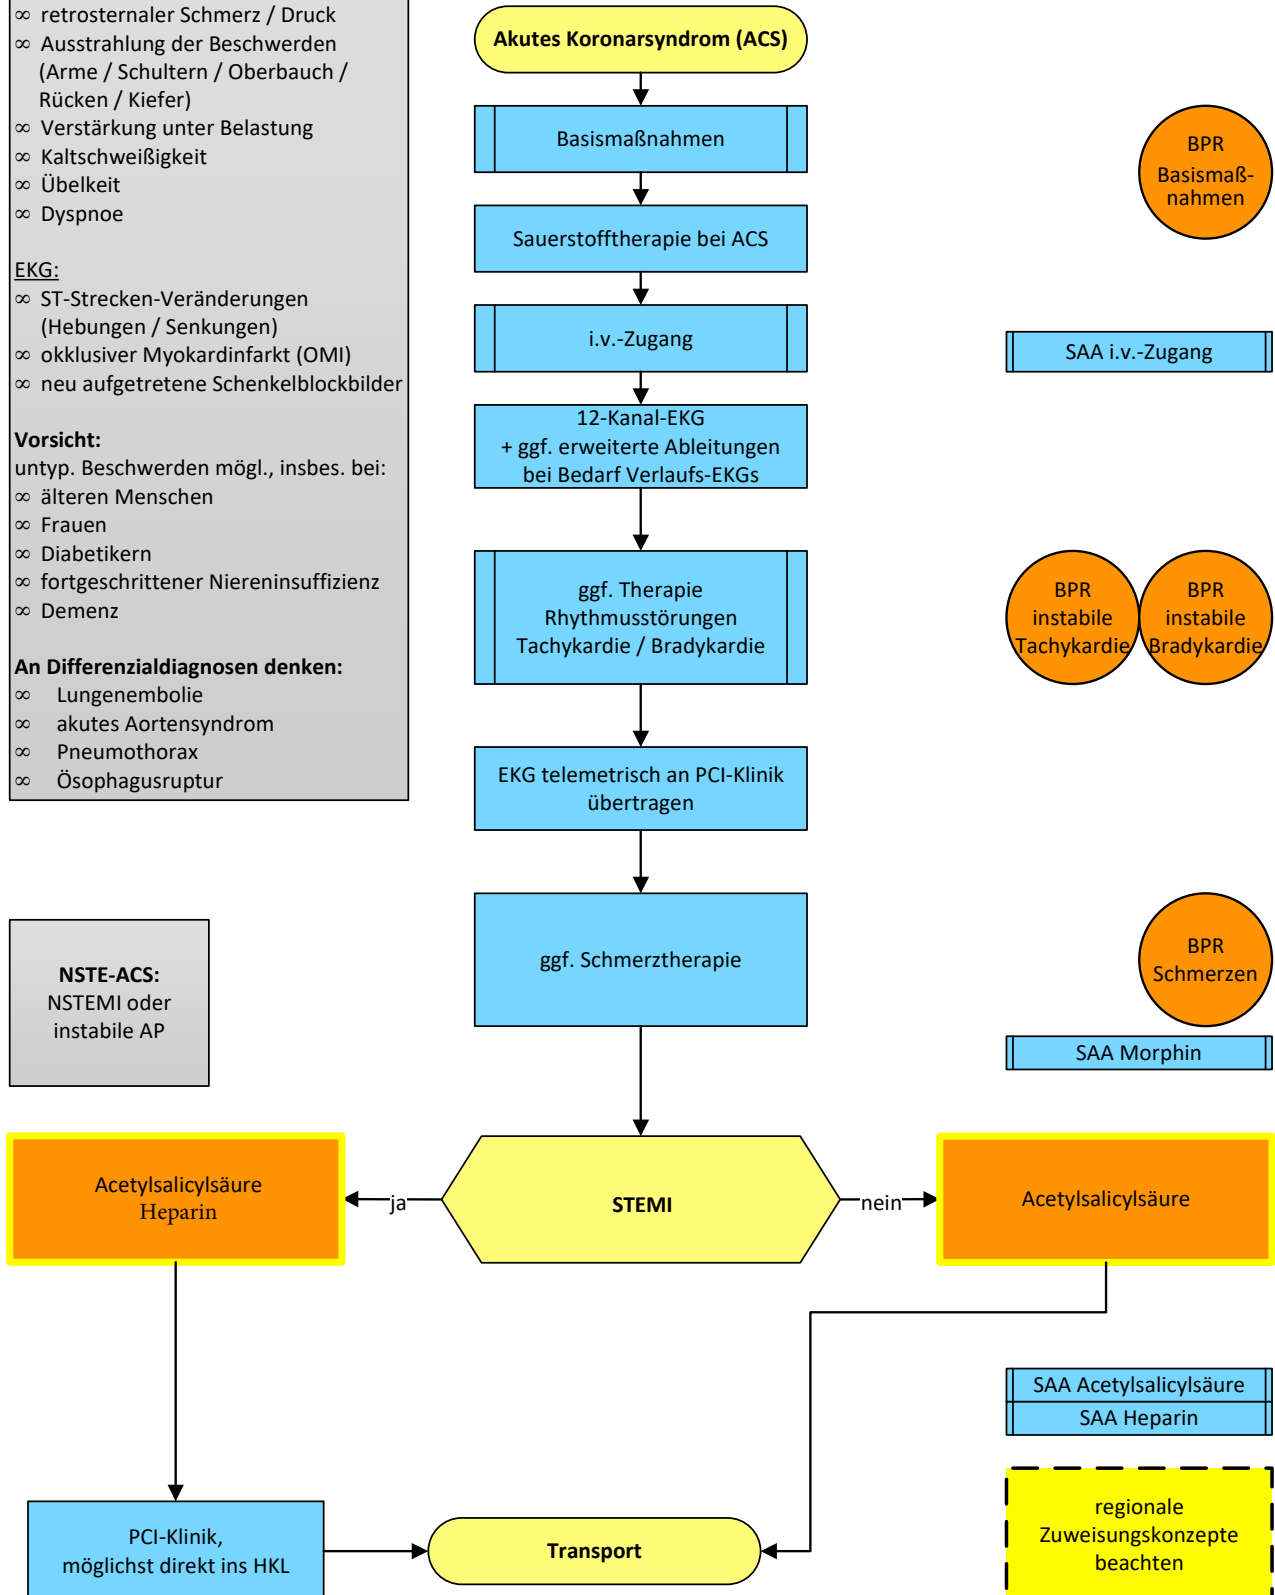 ∞ retrosternaler Schmerz / Druck
∞ Ausstrahlung der Beschwerden
(Arme / Schultern / Oberbauch /
Rücken / Kiefer)
∞ Verstärkung unter Belastung
∞ Kaltschweißigkeit
∞ Übelkeit
∞ Dyspnoe
EKG:
∞ ST-Strecken-Veränderungen
(Hebungen / Senkungen)
∞ okklusiver Myokardinfarkt (OMI)
∞ neu aufgetretene Schenkelblockbilder
Vorsicht:
untyp. Beschwerden mögl., insbes. bei:
∞ älteren Menschen
∞ Frauen
∞ Diabetikern
∞ fortgeschrittener Niereninsuffizienz
∞ Demenz
An Differenzialdiagnosen denken:
∞ Lungenembolie
∞ akutes Aortensyndrom
∞ Pneumothorax
∞ Ösophagusruptur
Akutes Koronarsyndrom (ACS)
Basismaßnahmen
BPR
Basismaß-
nahmen
Sauerstofftherapie bei ACS
i.v.-Zugang
SAA i.v.-Zugang
12-Kanal-EKG
+ ggf. erweiterte Ableitungen
bei Bedarf Verlaufs-EKGs
ggf. Therapie
Rhythmusstörungen
Tachykardie / Bradykardie
BPR
instabile
Tachykardie
BPR
instabile
Bradykardie
EKG telemetrisch an PCI-Klinik
übertragen
NSTE-ACS:
NSTEMI oder
instabile AP
ggf. Schmerztherapie
BPR
Schmerzen
SAA Morphin
Acetylsalicylsäure
Heparin
ja
STEMI
nein
Acetylsalicylsäure
SAA Acetylsalicylsäure
SAA Heparin
PCI-Klinik,
möglichst direkt ins HKL
Transport
regionale
Zuweisungskonzepte
beachten